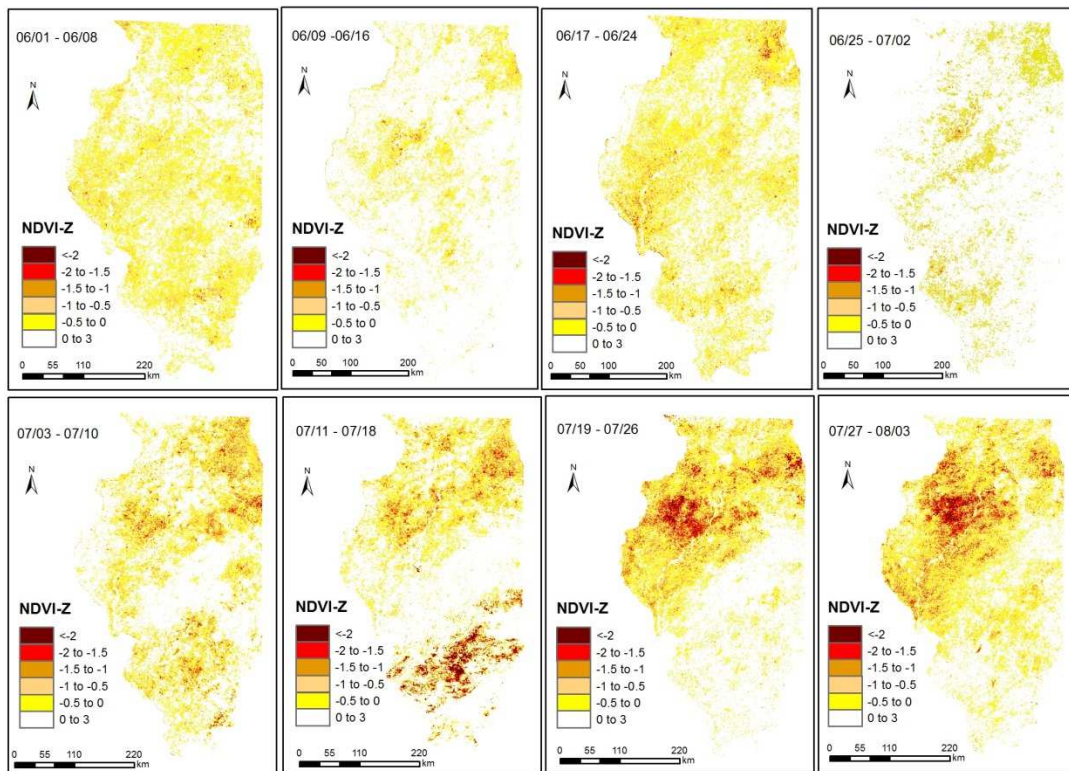 06/01 - 06/08
N
NDVI-Z
<-2
-2 to -1.5
-1.5 to -1
-1 to -0.5
-0.5 to 0
0 to 3
0 55 110 220
km
06/09 -06/16
N
NDVI-Z
<-2
-2 to -1.5
-1.5 to -1
-1 to -0.5
-0.5 to 0
0 to 3
0 50 100 200
km
06/17 - 06/24
N
NDVI-Z
<-2
-2 to -1.5
-1.5 to -1
-1 to -0.5
-0.5 to 0
0 to 3
0 50 100 200
km
06/25 - 07/02
N
NDVI-Z
<-2
-2 to -1.5
-1.5 to -1
-1 to -0.5
-0.5 to 0
0 to 3
0 50 100 200
km
07/03 - 07/10
N
NDVI-Z
<-2
-2 to -1.5
-1.5 to -1
-1 to -0.5
-0.5 to 0
0 to 3
0 55 110 220
km
07/11 - 07/18
N
NDVI-Z
<-2
-2 to -1.5
-1.5 to -1
-1 to -0.5
-0.5 to 0
0 to 3
0 55 110 220
km
07/19 - 07/26
N
NDVI-Z
<-2
-2 to -1.5
-1.5 to -1
-1 to -0.5
-0.5 to 0
0 to 3
0 55 110 220
km
07/27 - 08/03
N
NDVI-Z
<-2
-2 to -1.5
-1.5 to -1
-1 to -0.5
-0.5 to 0
0 to 3
0 55 110 220
km